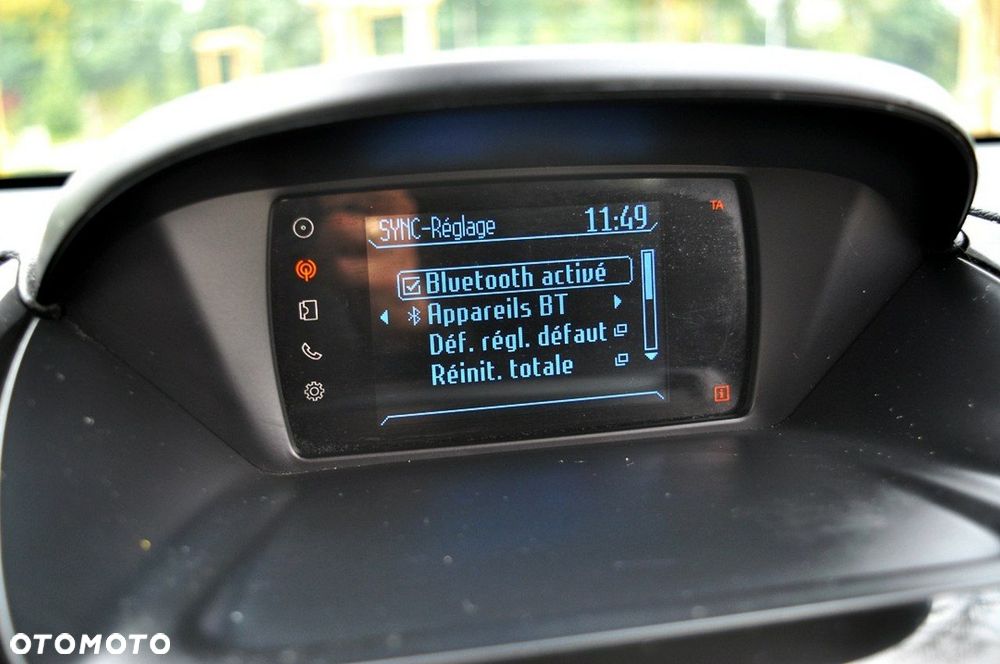 SYNC-Réglage 11:49
TA
Bluetooth activé
Appareils BT
Déf. régl. défaut
Réinit. totale
OTOMOTO